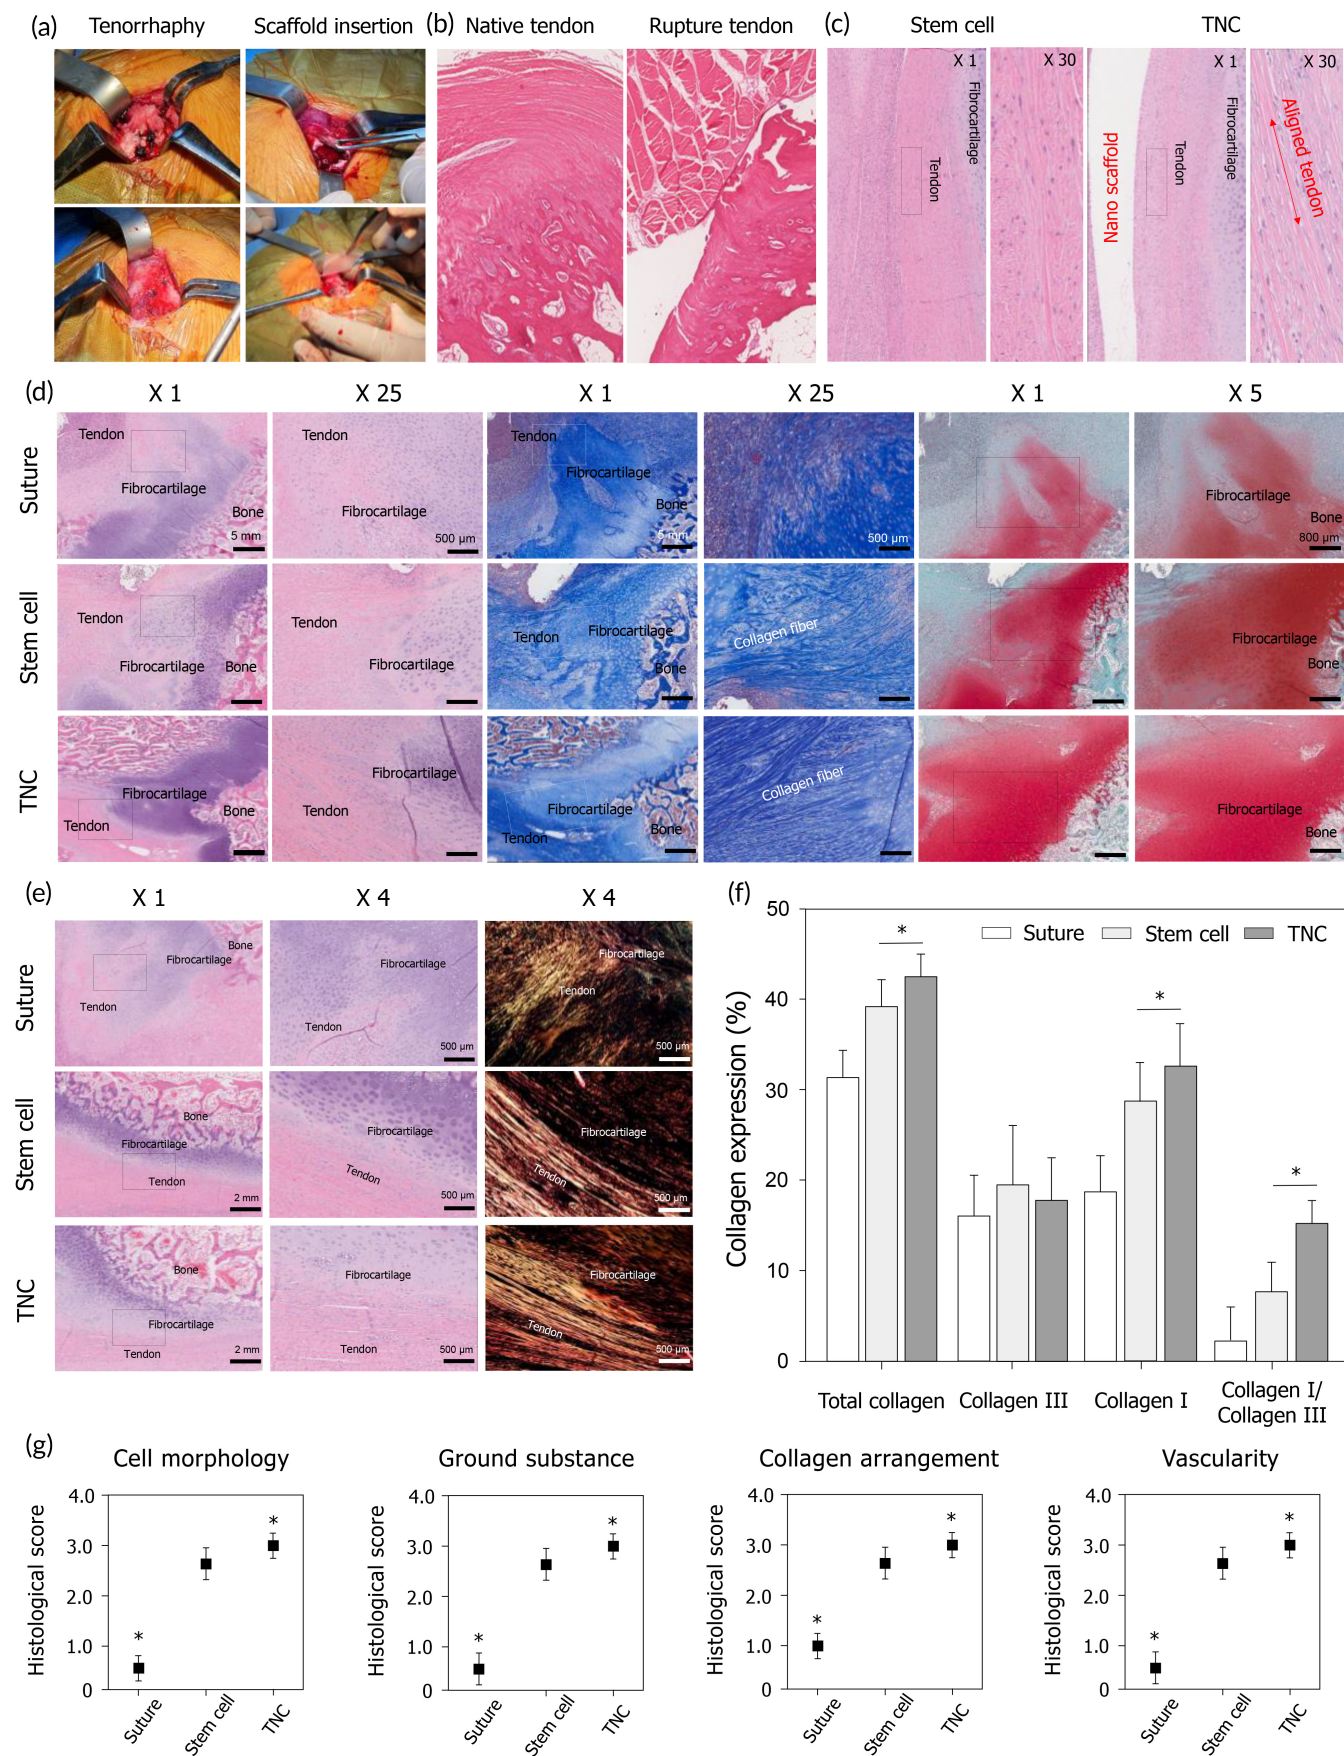 (a) Tenorrhaphy Scaffold insertion
(b) Native tendon Rupture tendon
(c) Stem cell TNC
X 1 X 30 X 1 X 30
Fibrocartilage
Tendon
Nano scaffold
Tendon
Fibrocartilage
Aligned tendon
(d) X 1 X 25 X 1 X 25 X 1 X 5
Suture
Tendon
Fibrocartilage
Bone
5 mm
Tendon
Fibrocartilage
500 µm
Tendon
Fibrocartilage
Bone
5 mm
500 µm
Fibrocartilage
Bone
800 µm
Stem cell
Tendon
Fibrocartilage
Bone
Tendon
Fibrocartilage
Tendon
Fibrocartilage
Bone
Collagen fiber
Fibrocartilage
Bone
TNC
Fibrocartilage
Bone
Tendon
Fibrocartilage
Tendon
Fibrocartilage
Bone
Tendon
Collagen fiber
Fibrocartilage
Bone
(e) X 1 X 4 X 4
Suture
Bone
Fibrocartilage
Tendon
Fibrocartilage
Tendon
500 µm
Fibrocartilage
Tendon
500 µm
Stem cell
Bone
Fibrocartilage
Tendon
2 mm
Fibrocartilage
Tendon
500 µm
Fibrocartilage
Tendon
500 µm
TNC
Bone
Fibrocartilage
Tendon
2 mm
Fibrocartilage
Tendon
500 µm
Fibrocartilage
Tendon
500 µm
(f)
Collagen expression (%)
50
40
30
20
10
0
Suture Stem cell TNC
*
*
*
Total collagen Collagen III Collagen I Collagen I/
Collagen III
(g)
Cell morphology
Histological score
4.0
3.0
2.0
1.0
0
*
*
Suture Stem cell TNC
Ground substance
Histological score
4.0
3.0
2.0
1.0
0
*
*
Suture Stem cell TNC
Collagen arrangement
Histological score
4.0
3.0
2.0
1.0
0
*
*
Suture Stem cell TNC
Vascularity
Histological score
4.0
3.0
2.0
1.0
0
*
*
Suture Stem cell TNC